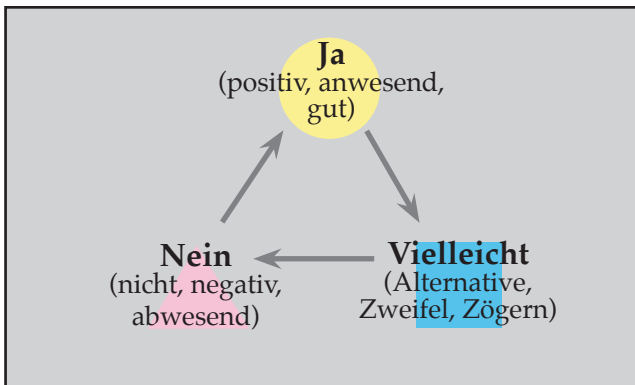 Ja
(positiv, anwesend,
gut)
Nein
(nicht, negativ,
abwesend)
Vielleicht
(Alternative,
Zweifel, Zögern)